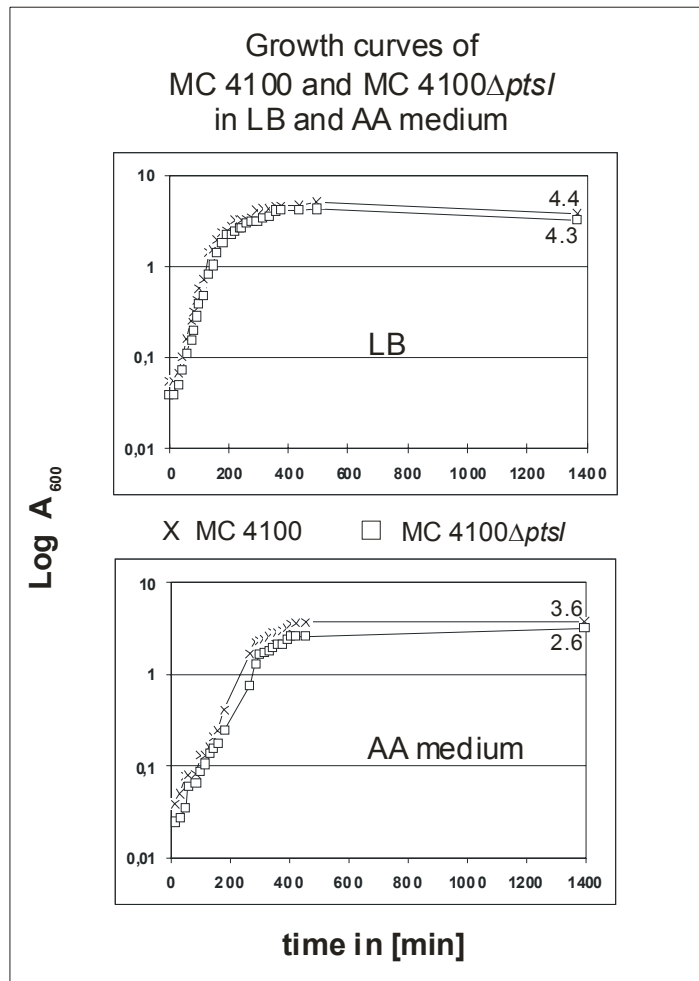 Growth curves of
MC 4100 and MC 4100Δptsl
in LB and AA medium
Log A600
10
1
0,1
0,01
4.4
4.3
LB
0 200 400 600 800 1000 1200 1400
X MC 4100 □ MC 4100Δptsl
10
1
0,1
0,01
3.6
2.6
AA medium
0 200 400 600 800 1000 1200 1400
time in [min]